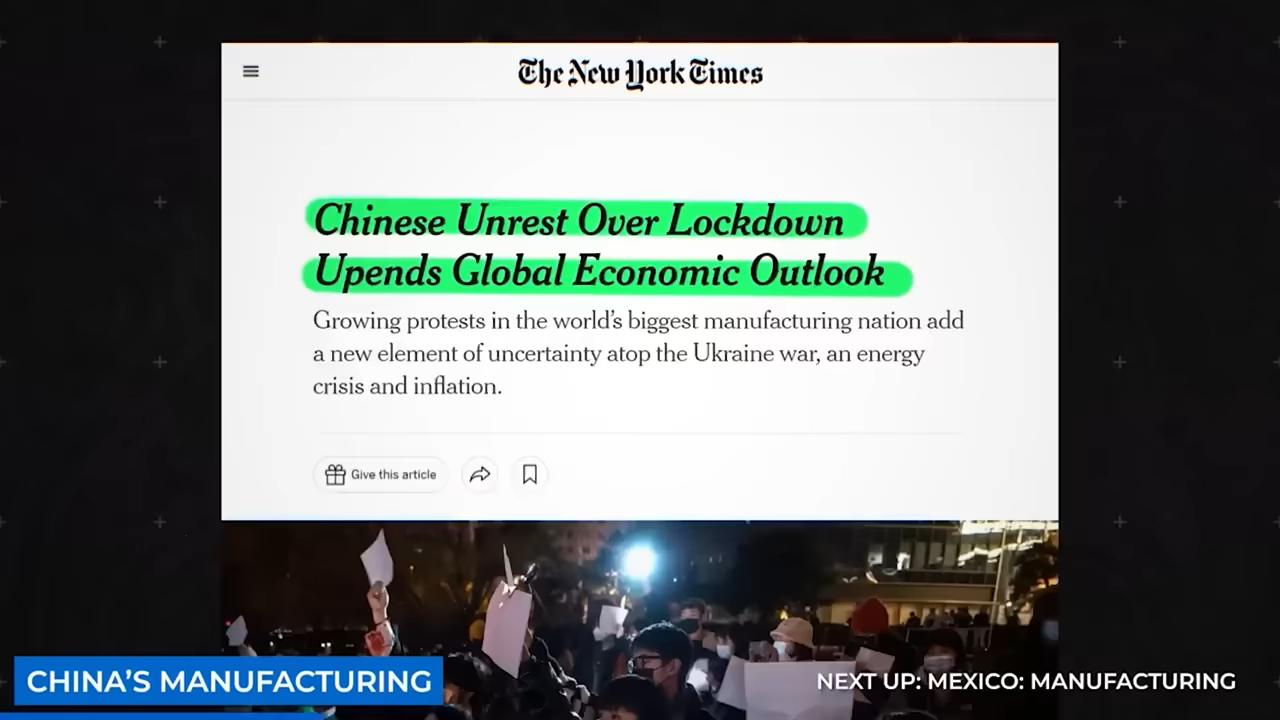 The New York Times
Chinese Unrest Over Lockdown
Upends Global Economic Outlook
Growing protests in the world’s biggest manufacturing nation add
a new element of uncertainty atop the Ukraine war, an energy
crisis and inflation.
Give this article
CHINA’S MANUFACTURING
NEXT UP: MEXICO: MANUFACTURING